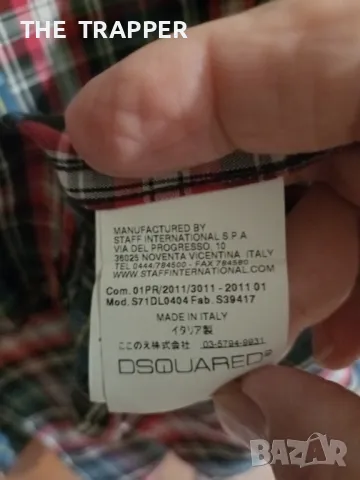 THE TRAPPER
MANUFACTURED BY
STAFF INTERNATIONAL S.P.A
VIA DEL PROGRESSO, 10
36025 NOVENTA VICENTINA ITALY
TEL 0444/784500 - FAX 784590
WWW.STAFFINTERNATIONAL.COM
Com. 01PR/2011/3011 - 2011 01
Mod. S71DL0404 Fab. S39417
MADE IN ITALY
イタリア製
ここのえ株式会社 03-5794-9931
DSQUARED2
BAZAR